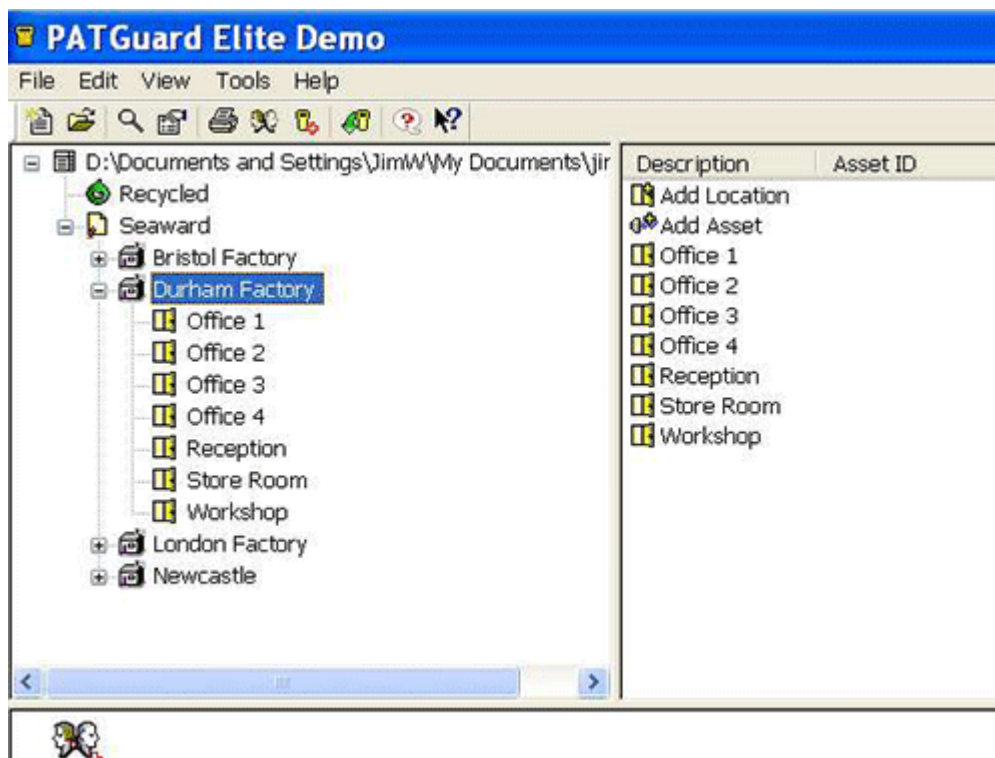 PATGuard Elite Demo
File Edit View Tools Help
D:\Documents and Settings\JimW\My Documents\jir
Recycled
Seaward
Bristol Factory
Durham Factory
Office 1
Office 2
Office 3
Office 4
Reception
Store Room
Workshop
London Factory
Newcastle
Description Asset ID
Add Location
Add Asset
Office 1
Office 2
Office 3
Office 4
Reception
Store Room
Workshop